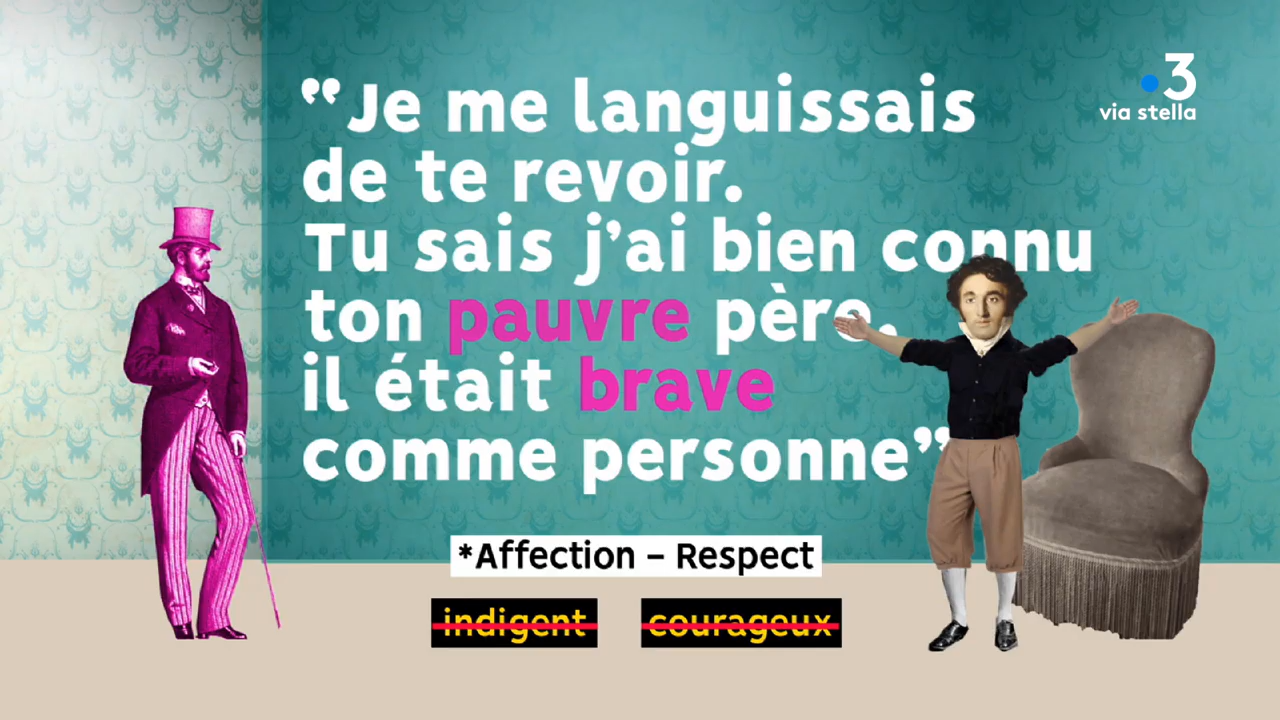 3
via stella
“Je me languissais
de te revoir.
Tu sais j’ai bien connu
ton pauvre père,
il était brave
comme personne”
*Affection – Respect
indigent courageux